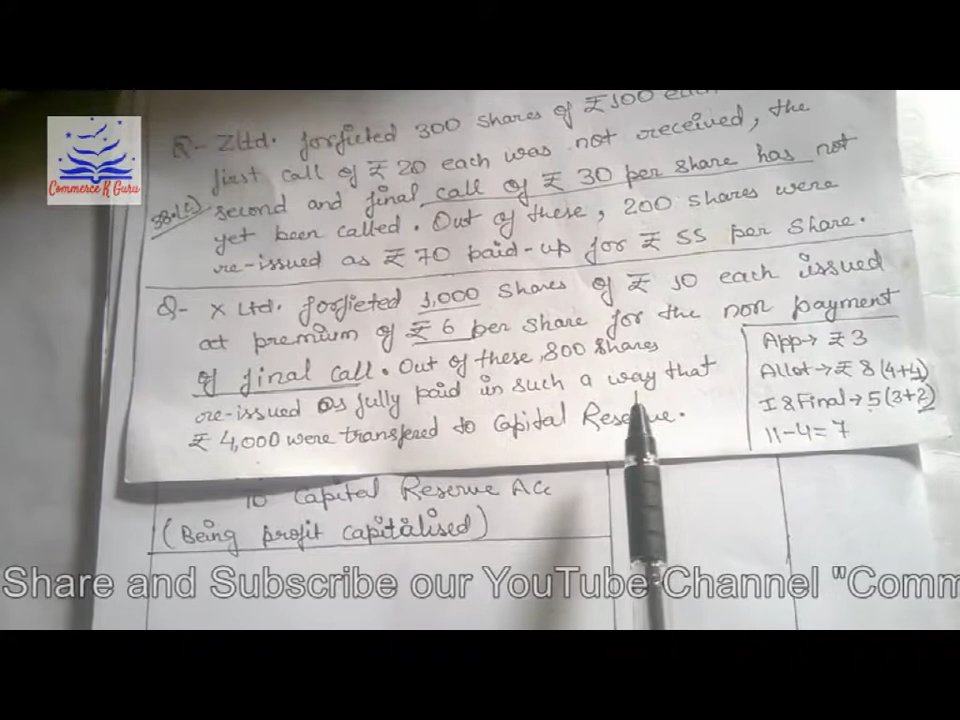 Commerce K Guru
Q- Z Ltd. forfieted 300 shares of ₹100 each
first call of ₹ 20 each was not received, the
38.(c)
second and final call of ₹ 30 per share has not
yet been called. Out of these, 200 shares were
re-issued as ₹ 70 paid-up for ₹ 55 per share.
Q- X Ltd. forfieted 1,000 shares of ₹ 10 each issued
at premium of ₹ 6 per share for the non payment
of final call. Out of these, 800 shares
re-issued as fully paid in such a way that
₹ 4,000 were transfered to Capital Reserve.
App→ ₹ 3
Allot→ ₹ 8 (4+4)
I & Final→ 5 (3+2)
11-4=7
To Capital Reserve A/c
(Being profit capitalised)
Share and Subscribe our YouTube Channel "Comm